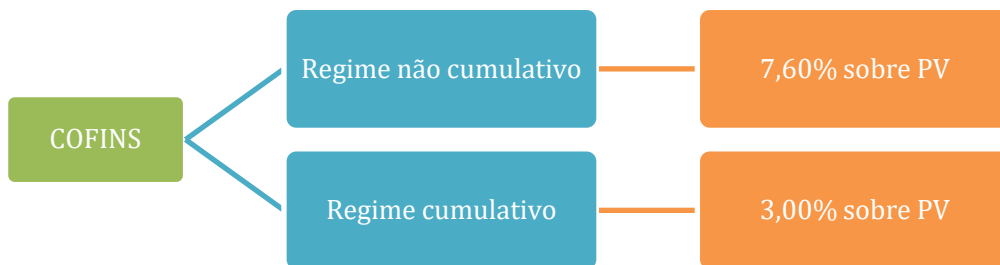 Regime não cumulativo
7,60% sobre PV
COFINS
Regime cumulativo
3,00% sobre PV